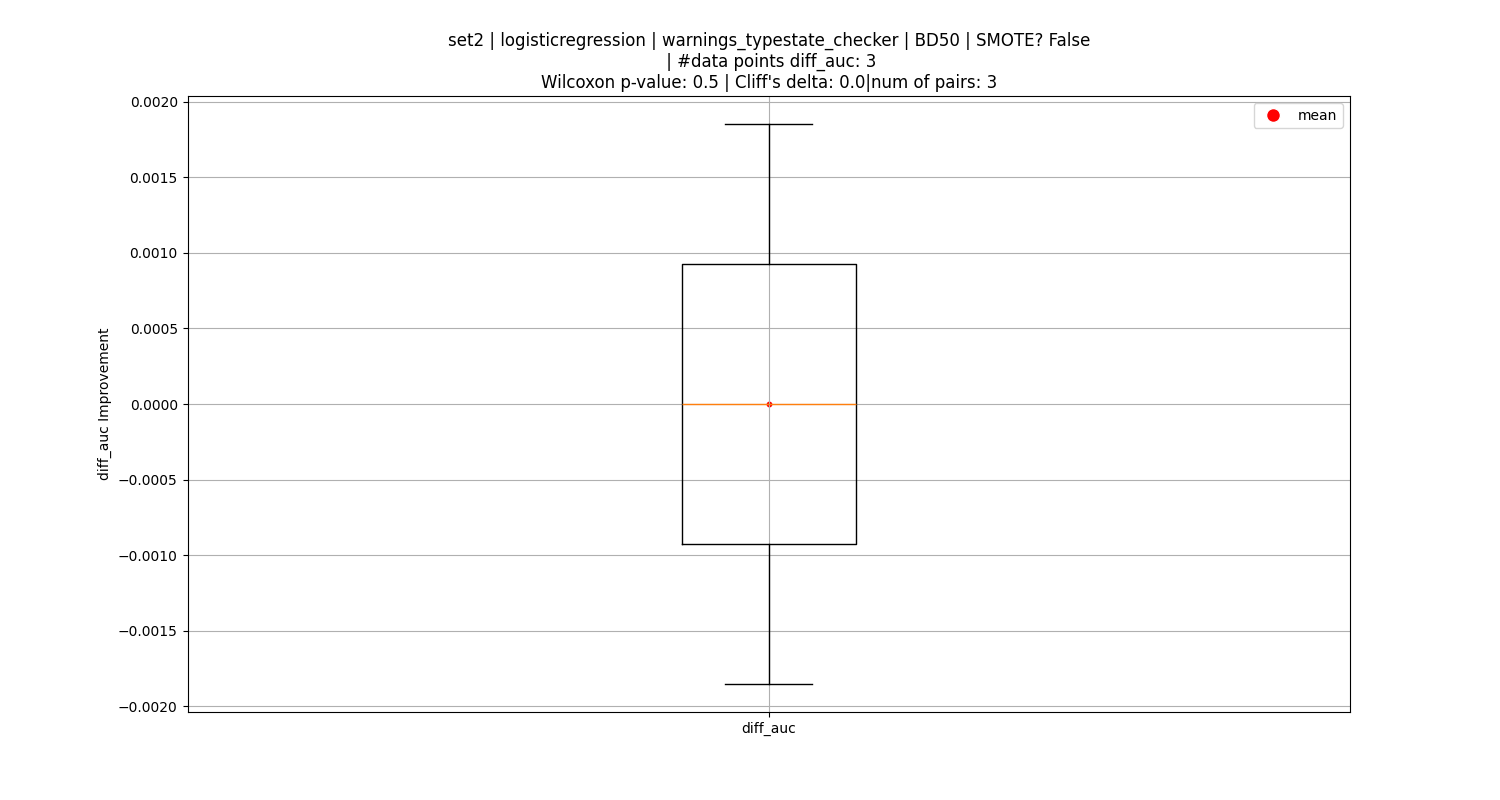 set2 | logisticregression | warnings_typestate_checker | BD50 | SMOTE? False
| #data points diff_auc: 3
Wilcoxon p-value: 0.5 | Cliff's delta: 0.0|num of pairs: 3
mean
0.0020
0.0015
0.0010
0.0005
0.0000
−0.0005
−0.0010
−0.0015
−0.0020
diff_auc Improvement
diff_auc